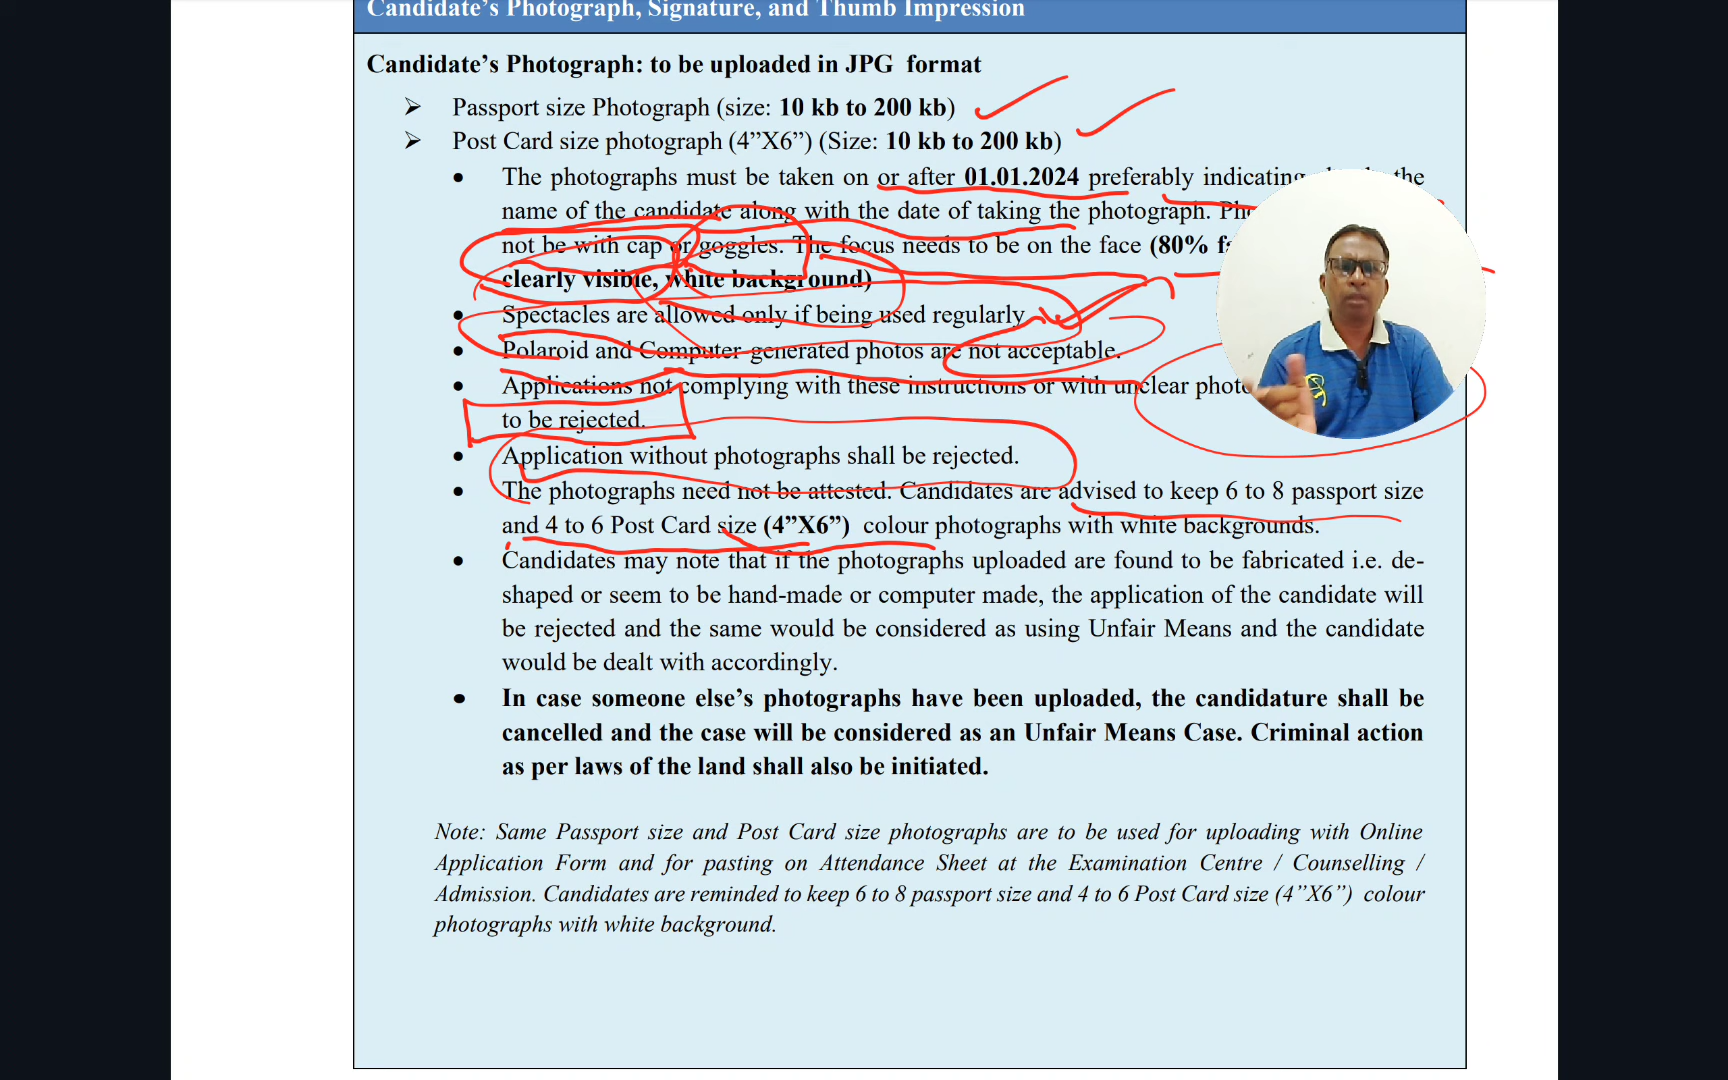 Candidate’s Photograph, Signature, and Thumb Impression
Candidate’s Photograph: to be uploaded in JPG format
➢ Passport size Photograph (size: 10 kb to 200 kb)
➢ Post Card size photograph (4”X6”) (Size: 10 kb to 200 kb)
• The photographs must be taken on or after 01.01.2024 preferably indicating the
name of the candidate along with the date of taking the photograph.
not be with cap or goggles. The focus needs to be on the face (80%
clearly visible, white background)
• Spectacles are allowed only if being used regularly
• Polaroid and Computer generated photos are not acceptable.
• Applications not complying with these instructions or with unclear
to be rejected.
• Application without photographs shall be rejected.
• The photographs need not be attested. Candidates are advised to keep 6 to 8 passport size
and 4 to 6 Post Card size (4”X6”) colour photographs with white backgrounds.
• Candidates may note that if the photographs uploaded are found to be fabricated i.e. de-
shaped or seem to be hand-made or computer made, the application of the candidate will
be rejected and the same would be considered as using Unfair Means and the candidate
would be dealt with accordingly.
• In case someone else’s photographs have been uploaded, the candidature shall be
cancelled and the case will be considered as an Unfair Means Case. Criminal action
as per laws of the land shall also be initiated.
Note: Same Passport size and Post Card size photographs are to be used for uploading with Online
Application Form and for pasting on Attendance Sheet at the Examination Centre / Counselling /
Admission. Candidates are reminded to keep 6 to 8 passport size and 4 to 6 Post Card size (4”X6”) colour
photographs with white background.